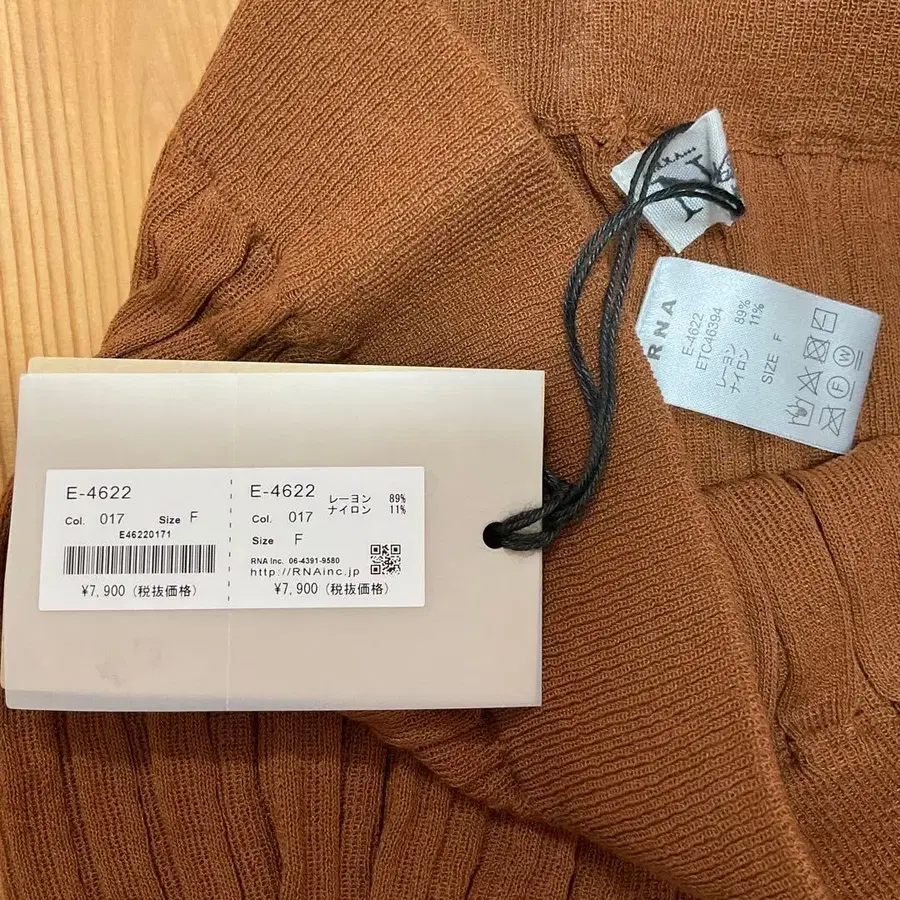 E-4622
Col. 017 Size F
E46220171
¥7,900 (税抜価格)
E-4622
レーヨン 89%
ナイロン 11%
Col. 017
Size F
RNA Inc. 06-4391-9580
http://RNAinc.jp
¥7,900 (税抜価格)
RNA
E-4622
ETC46394
レーヨン 89%
ナイロン 11%
SIZE F
F
W